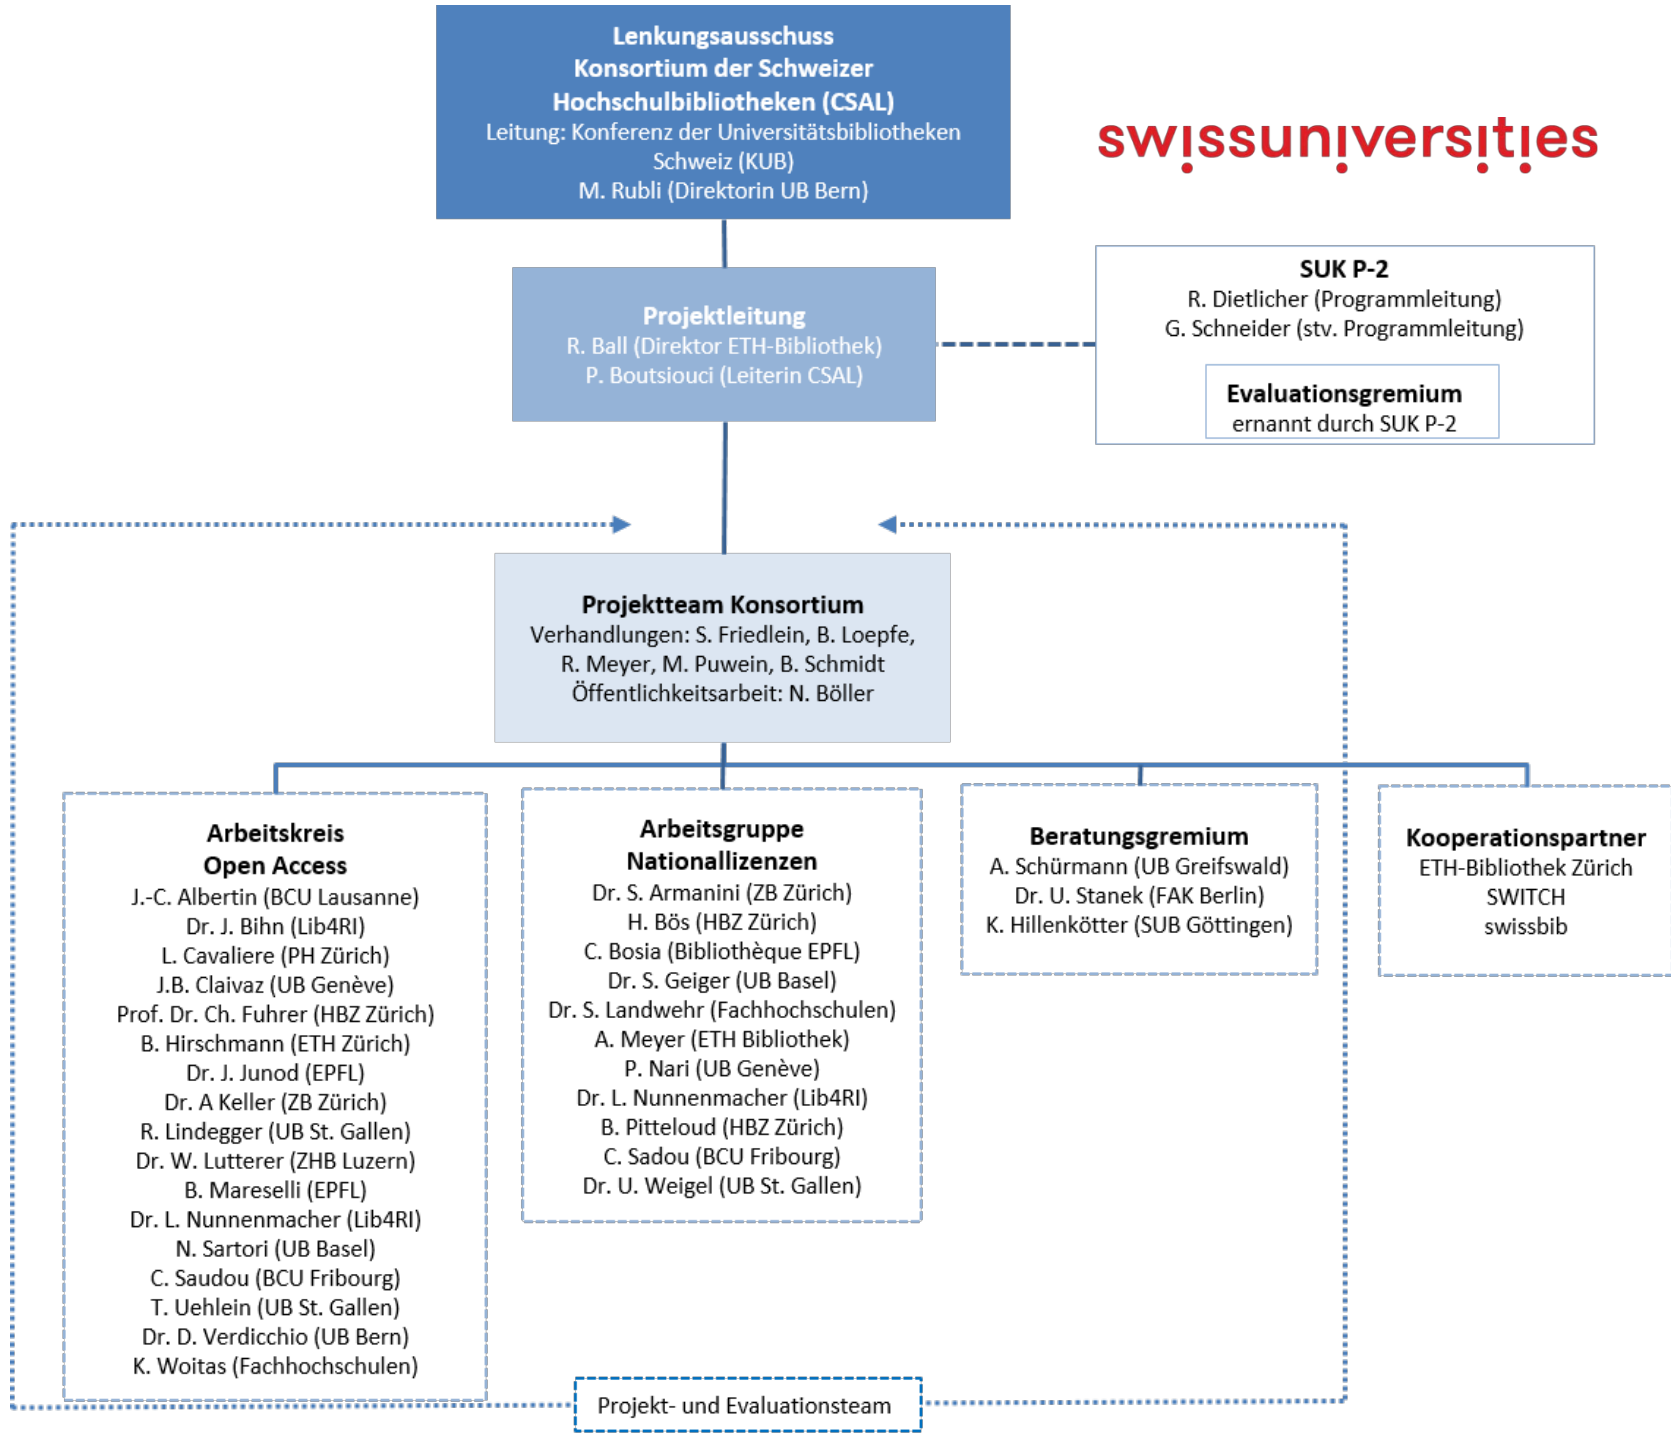 Lenkungsausschuss
Konsortium der Schweizer
Hochschulbibliotheken (CSAL)
Leitung: Konferenz der Universitätsbibliotheken
Schweiz (KUB)
M. Rubli (Direktorin UB Bern)
swissuniversities
Projektleitung
R. Ball (Direktor ETH-Bibliothek)
P. Boutsiouci (Leiterin CSAL)
SUK P-2
R. Dietlicher (Programmleitung)
G. Schneider (stv. Programmleitung)
Evaluationsgremium
ernannt durch SUK P-2
Projektteam Konsortium
Verhandlungen: S. Friedlein, B. Loepfe,
R. Meyer, M. Puwein, B. Schmidt
Öffentlichkeitsarbeit: N. Böller
Arbeitskreis
Open Access
J.-C. Albertin (BCU Lausanne)
Dr. J. Bihn (Lib4RI)
L. Cavaliere (PH Zürich)
J.B. Claivaz (UB Genève)
Prof. Dr. Ch. Fuhrer (HBZ Zürich)
B. Hirschmann (ETH Zürich)
Dr. J. Junod (EPFL)
Dr. A Keller (ZB Zürich)
R. Lindegger (UB St. Gallen)
Dr. W. Lutterer (ZHB Luzern)
B. Mareselli (EPFL)
Dr. L. Nunnenmacher (Lib4RI)
N. Sartori (UB Basel)
C. Saudou (BCU Fribourg)
T. Uehlein (UB St. Gallen)
Dr. D. Verdicchio (UB Bern)
K. Woitas (Fachhochschulen)
Arbeitsgruppe
Nationallizenzen
Dr. S. Armanini (ZB Zürich)
H. Bös (HBZ Zürich)
C. Bosia (Bibliothèque EPFL)
Dr. S. Geiger (UB Basel)
Dr. S. Landwehr (Fachhochschulen)
A. Meyer (ETH Bibliothek)
P. Nari (UB Genève)
Dr. L. Nunnenmacher (Lib4RI)
B. Pitteloud (HBZ Zürich)
C. Sadou (BCU Fribourg)
Dr. U. Weigel (UB St. Gallen)
Beratungsgremium
A. Schürmann (UB Greifswald)
Dr. U. Stanek (FAK Berlin)
K. Hillenkötter (SUB Göttingen)
Kooperationspartner
ETH-Bibliothek Zürich
SWITCH
swissbib
Projekt- und Evaluationsteam